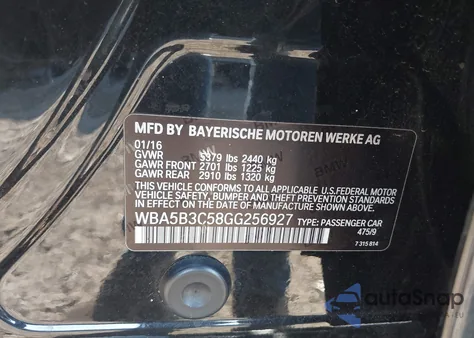 MFD BY BAYERISCHE MOTOREN WERKE AG
01/16
GVWR 5379 lbs 2440 kg
GAWR FRONT 2701 lbs 1225 kg
GAWR REAR 2910 lbs 1320 kg
THIS VEHICLE CONFORMS TO ALL APPLICABLE U.S.FEDERAL MOTOR
VEHICLE SAFETY, BUMPER, AND THEFT PREVENTION STANDARDS IN
EFFECT ON THE DATE OF MANUFACTURE SHOWN ABOVE.
WBA5B3C58GG256927 TYPE: PASSENGER CAR
475/9
7 315 814
autoSnap